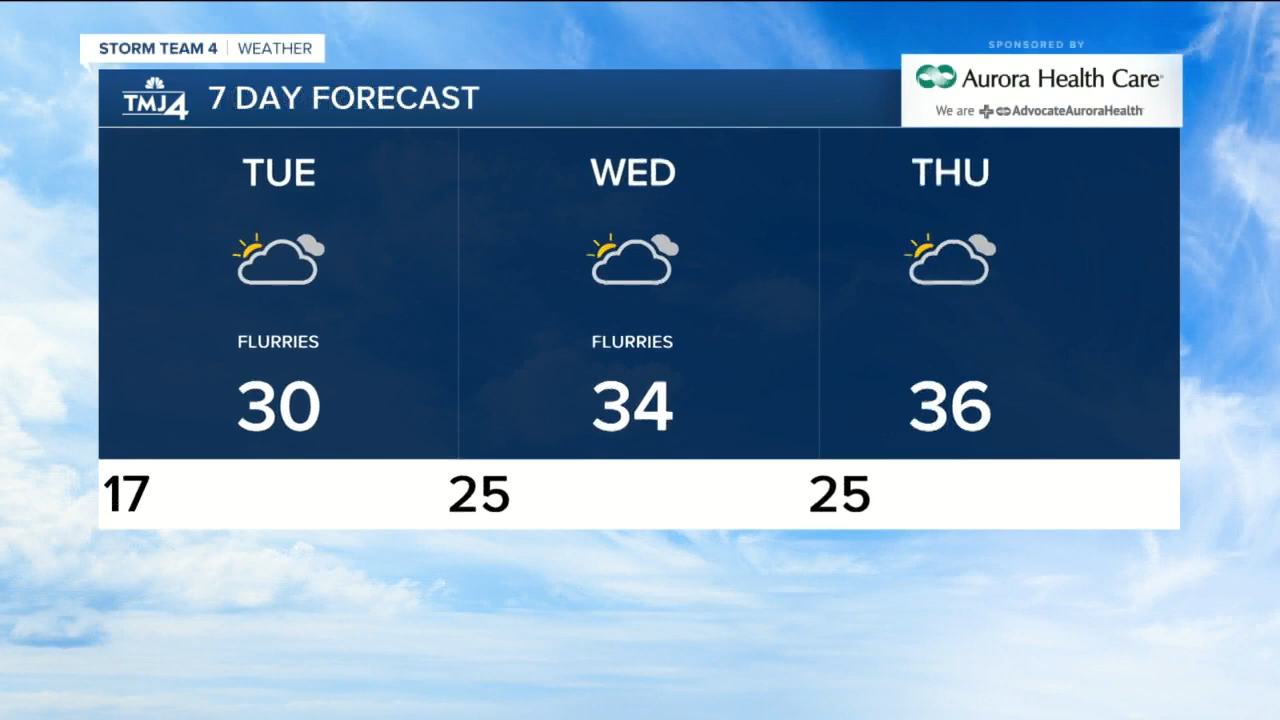 STORM TEAM 4 | WEATHER
SPONSORED BY
TMJ4 7 DAY FORECAST
Aurora Health Care®
We are AdvocateAuroraHealth
TUE WED THU
FLURRIES FLURRIES
30 34 36
17 25 25